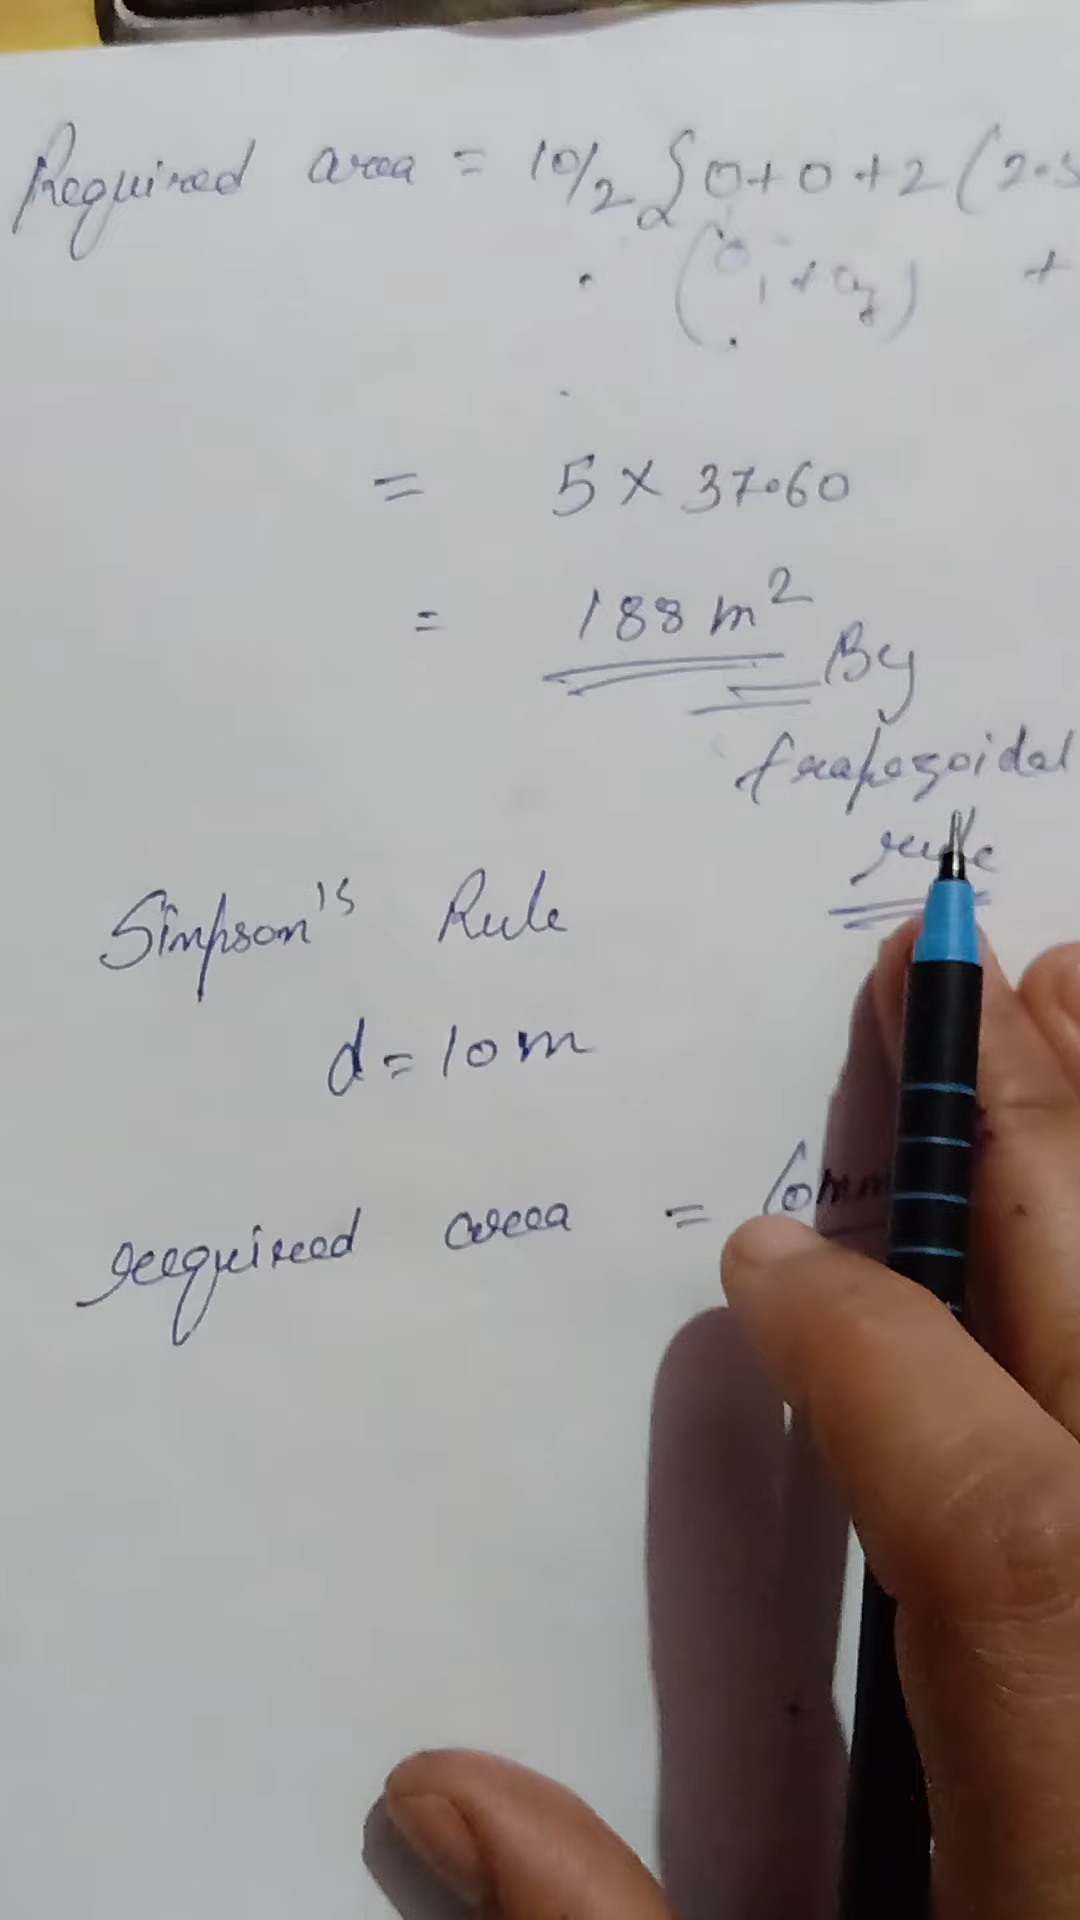 Required area = 10/2 {0+0+2(2.5
(O1+O7) +
= 5 × 37.60
= 188 m²
By
trapezoidal
rule
Simpson's Rule
d = 10 m
required area =